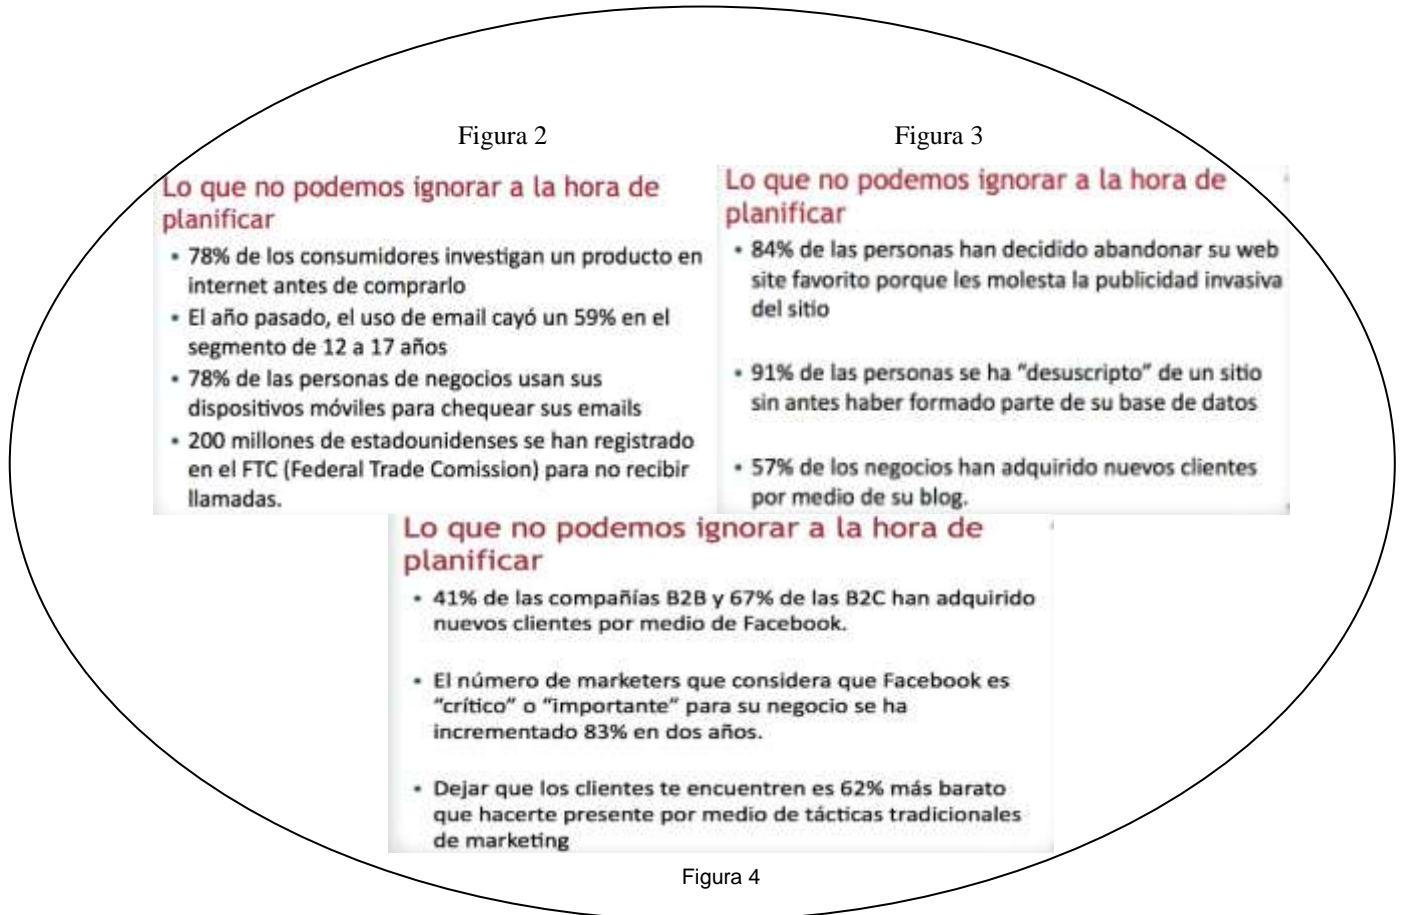 Figura 2
Lo que no podemos ignorar a la hora de
planificar
• 78% de los consumidores investigan un producto en
internet antes de comprarlo
• El año pasado, el uso de email cayó un 59% en el
segmento de 12 a 17 años
• 78% de las personas de negocios usan sus
dispositivos móviles para chequear sus emails
• 200 millones de estadounidenses se han registrado
en el FTC (Federal Trade Comission) para no recibir
llamadas.
Figura 3
Lo que no podemos ignorar a la hora de
planificar
• 84% de las personas han decidido abandonar su web
site favorito porque les molesta la publicidad invasiva
del sitio
• 91% de las personas se ha “desuscripto” de un sitio
sin antes haber formado parte de su base de datos
• 57% de los negocios han adquirido nuevos clientes
por medio de su blog.
Lo que no podemos ignorar a la hora de
planificar
• 41% de las compañías B2B y 67% de las B2C han adquirido
nuevos clientes por medio de Facebook.
• El número de marketers que considera que Facebook es
“crítico” o “importante” para su negocio se ha
incrementado 83% en dos años.
• Dejar que los clientes te encuentren es 62% más barato
que hacerte presente por medio de tácticas tradicionales
de marketing
Figura 4